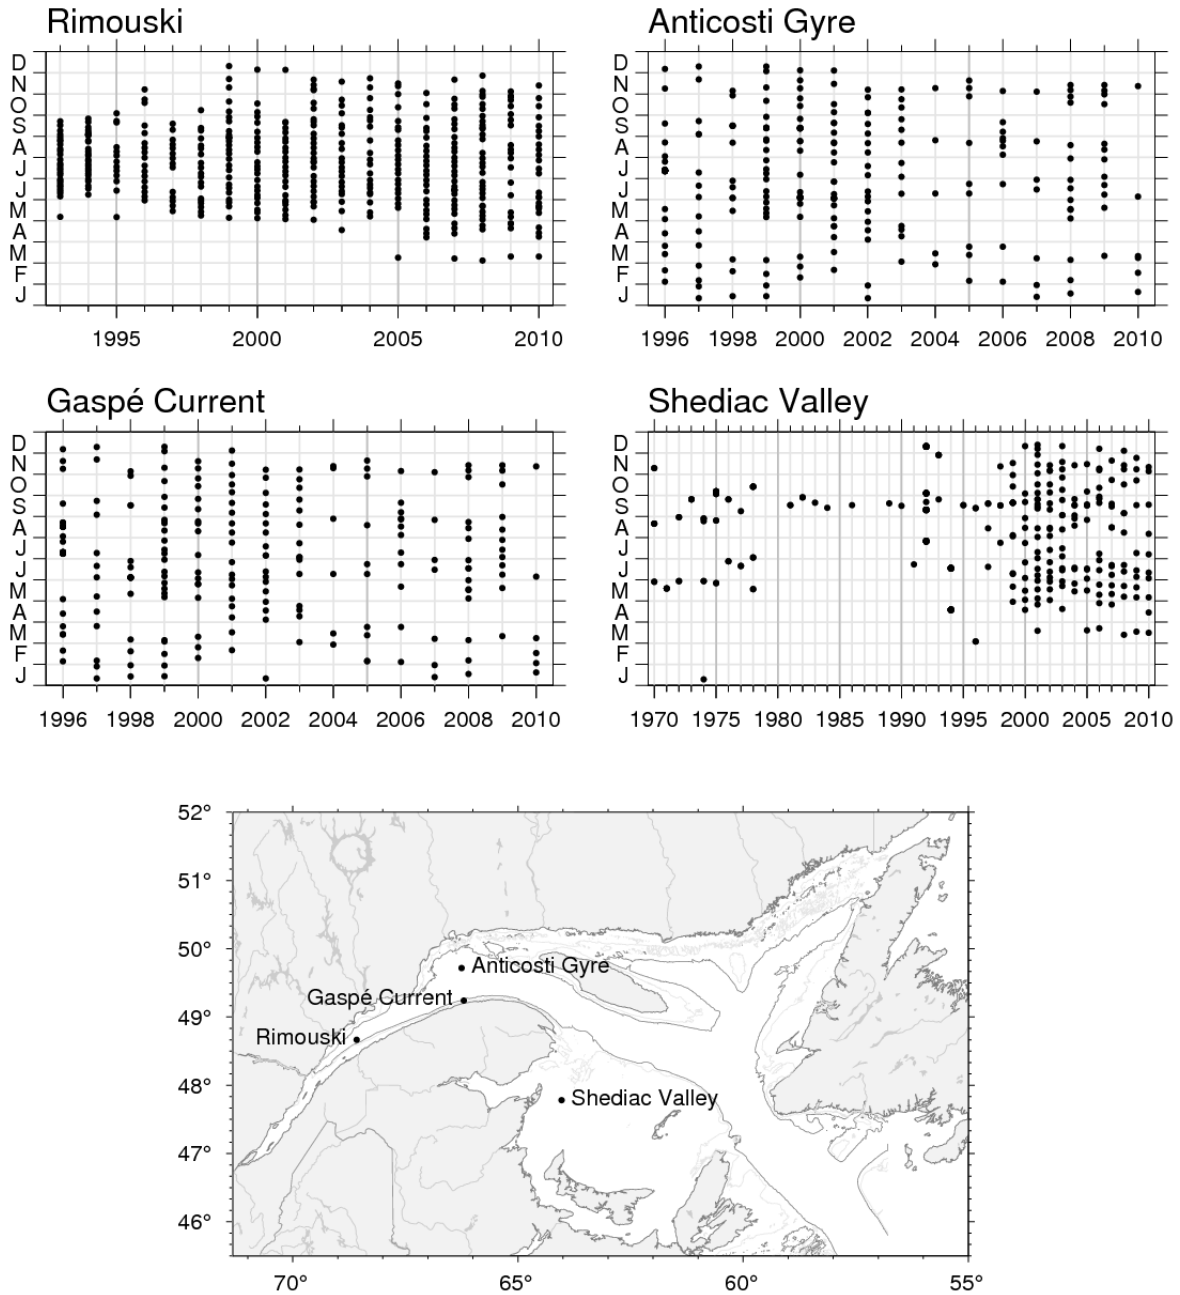 Rimouski
D
N
O
S
A
J
J
M
A
M
F
J
1995 2000 2005 2010
Anticosti Gyre
D
N
O
S
A
J
J
M
A
M
F
J
1996 1998 2000 2002 2004 2006 2008 2010
Gaspé Current
D
N
O
S
A
J
J
M
A
M
F
J
1996 1998 2000 2002 2004 2006 2008 2010
Shediac Valley
D
N
O
S
A
J
J
M
A
M
F
J
1970 1975 1980 1985 1990 1995 2000 2005 2010
52°
51°
50°
Anticosti Gyre
Gaspé Current
49°
Rimouski
48°
Shediac Valley
47°
46°
70° 65° 60° 55°